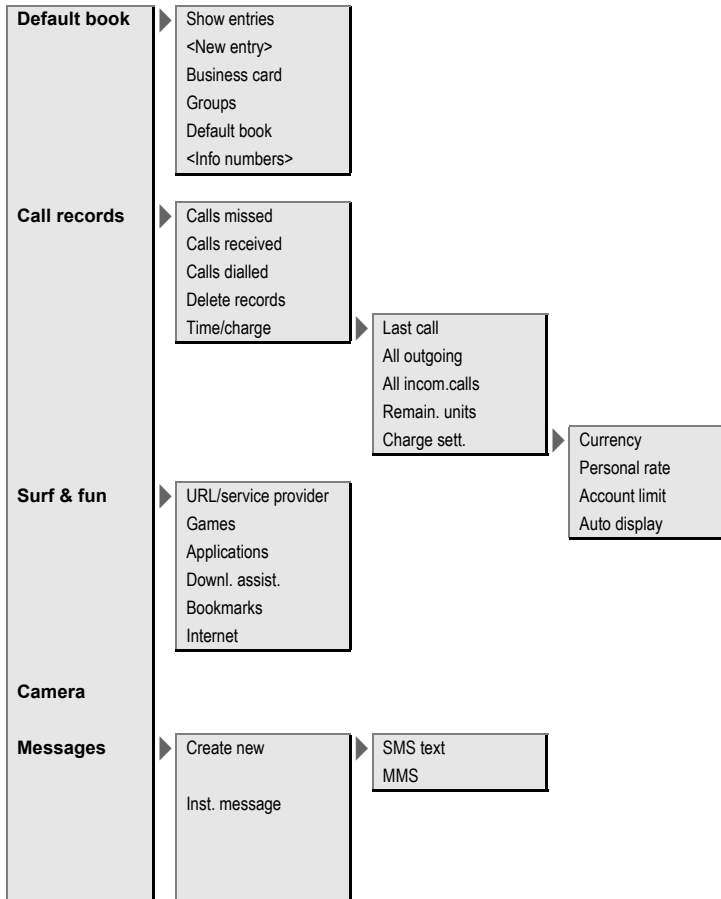 Default book
Show entries
<New entry>
Business card
Groups
Default book
<Info numbers>
Call records
Calls missed
Calls received
Calls dialled
Delete records
Time/charge
Last call
All outgoing
All incom.calls
Remain. units
Charge sett.
Currency
Personal rate
Account limit
Auto display
Surf & fun
URL/service provider
Games
Applications
Downl. assist.
Bookmarks
Internet
Camera
Messages
Create new
SMS text
MMS
Inst. message